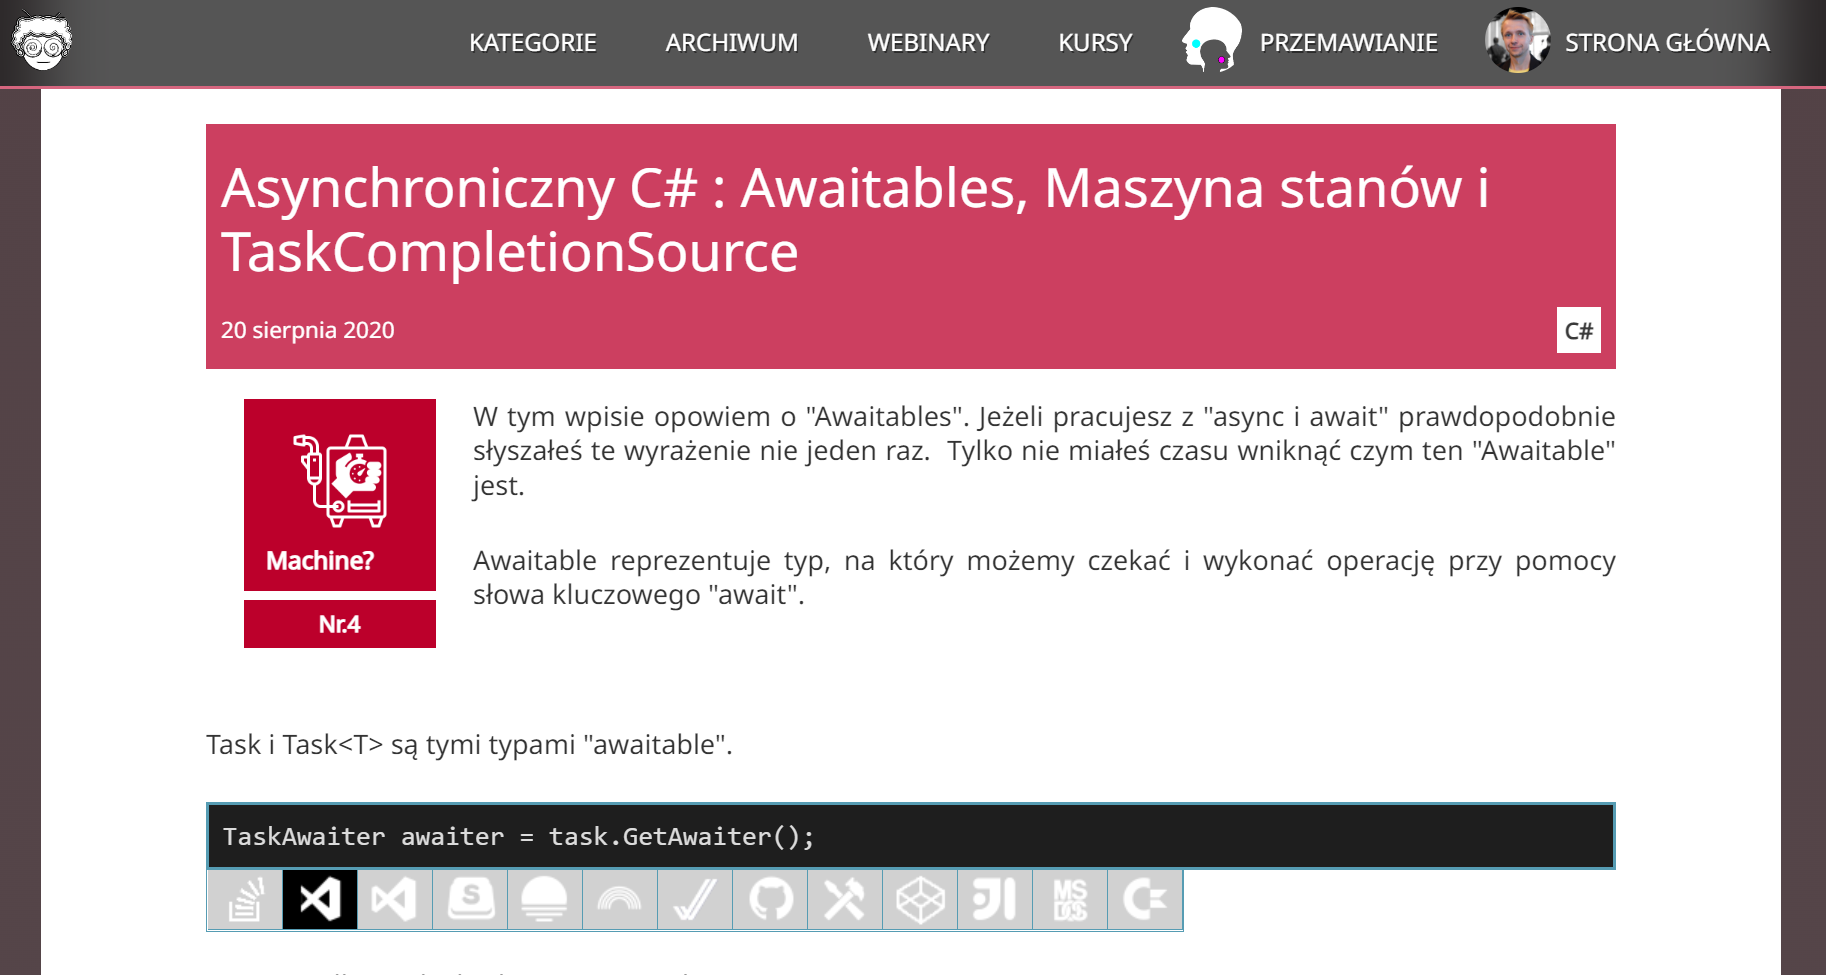 KATEGORIE ARCHIWUM WEBINARY KURSY PRZEMAWIANIE STRONA GŁÓWNA
Asynchroniczny C# : Awaitables, Maszyna stanów i
TaskCompletionSource
20 sierpnia 2020
C#
Machine?
Nr.4
W tym wpisie opowiem o "Awaitables". Jeżeli pracujesz z "async i await" prawdopodobnie
słyszałeś te wyrażenie nie jeden raz.  Tylko nie miałeś czasu wniknąć czym ten "Awaitable"
jest.
Awaitable reprezentuje typ, na który możemy czekać i wykonać operację przy pomocy
słowa kluczowego "await".
Task i Task<T> są tymi typami "awaitable".
TaskAwaiter awaiter = task.GetAwaiter();
S
MS
DCS